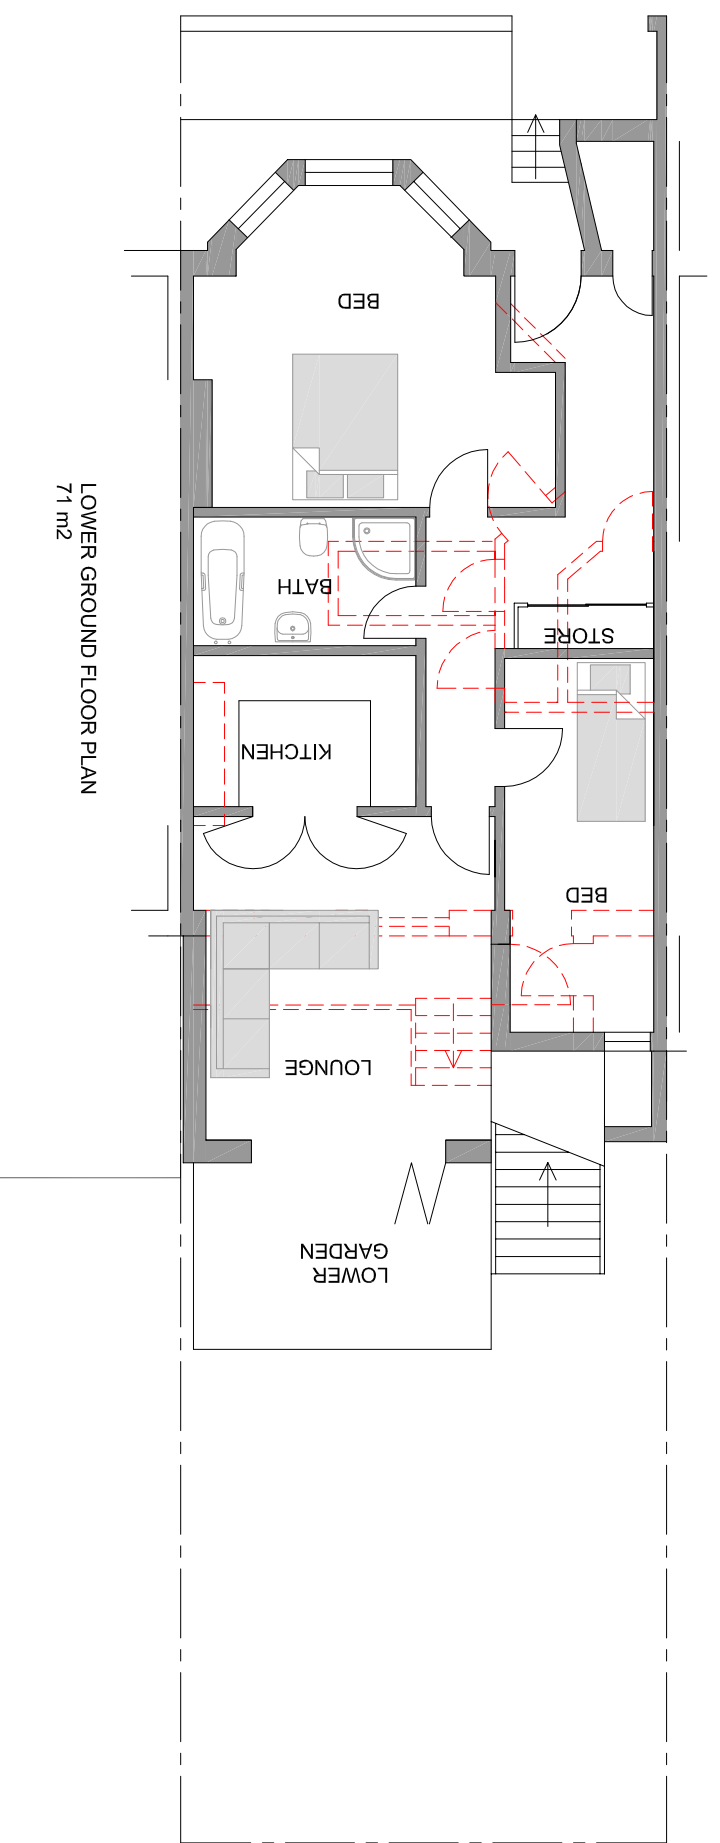 BED
BATH
STORE
KITCHEN
BED
LOUNGE
LOWER
GARDEN
LOWER GROUND FLOOR PLAN
71 m2